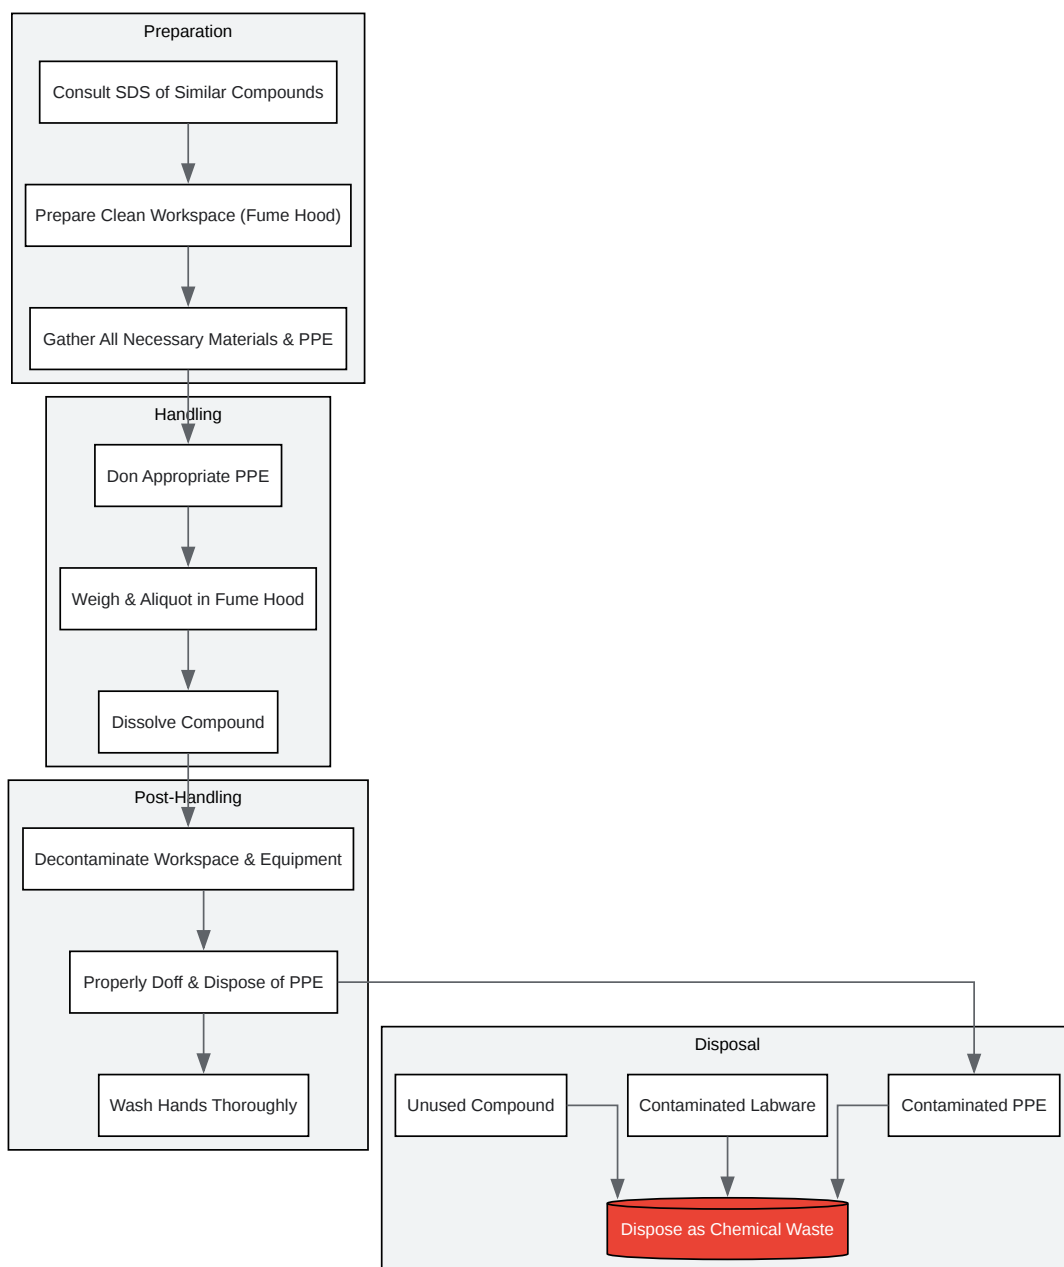 Preparation
Consult SDS of Similar Compounds
Prepare Clean Workspace (Fume Hood)
Gather All Necessary Materials & PPE
Handling
Don Appropriate PPE
Weigh & Aliquot in Fume Hood
Dissolve Compound
Post-Handling
Decontaminate Workspace & Equipment
Properly Doff & Dispose of PPE
Wash Hands Thoroughly
Disposal
Unused Compound
Contaminated Labware
Contaminated PPE
Dispose as Chemical Waste